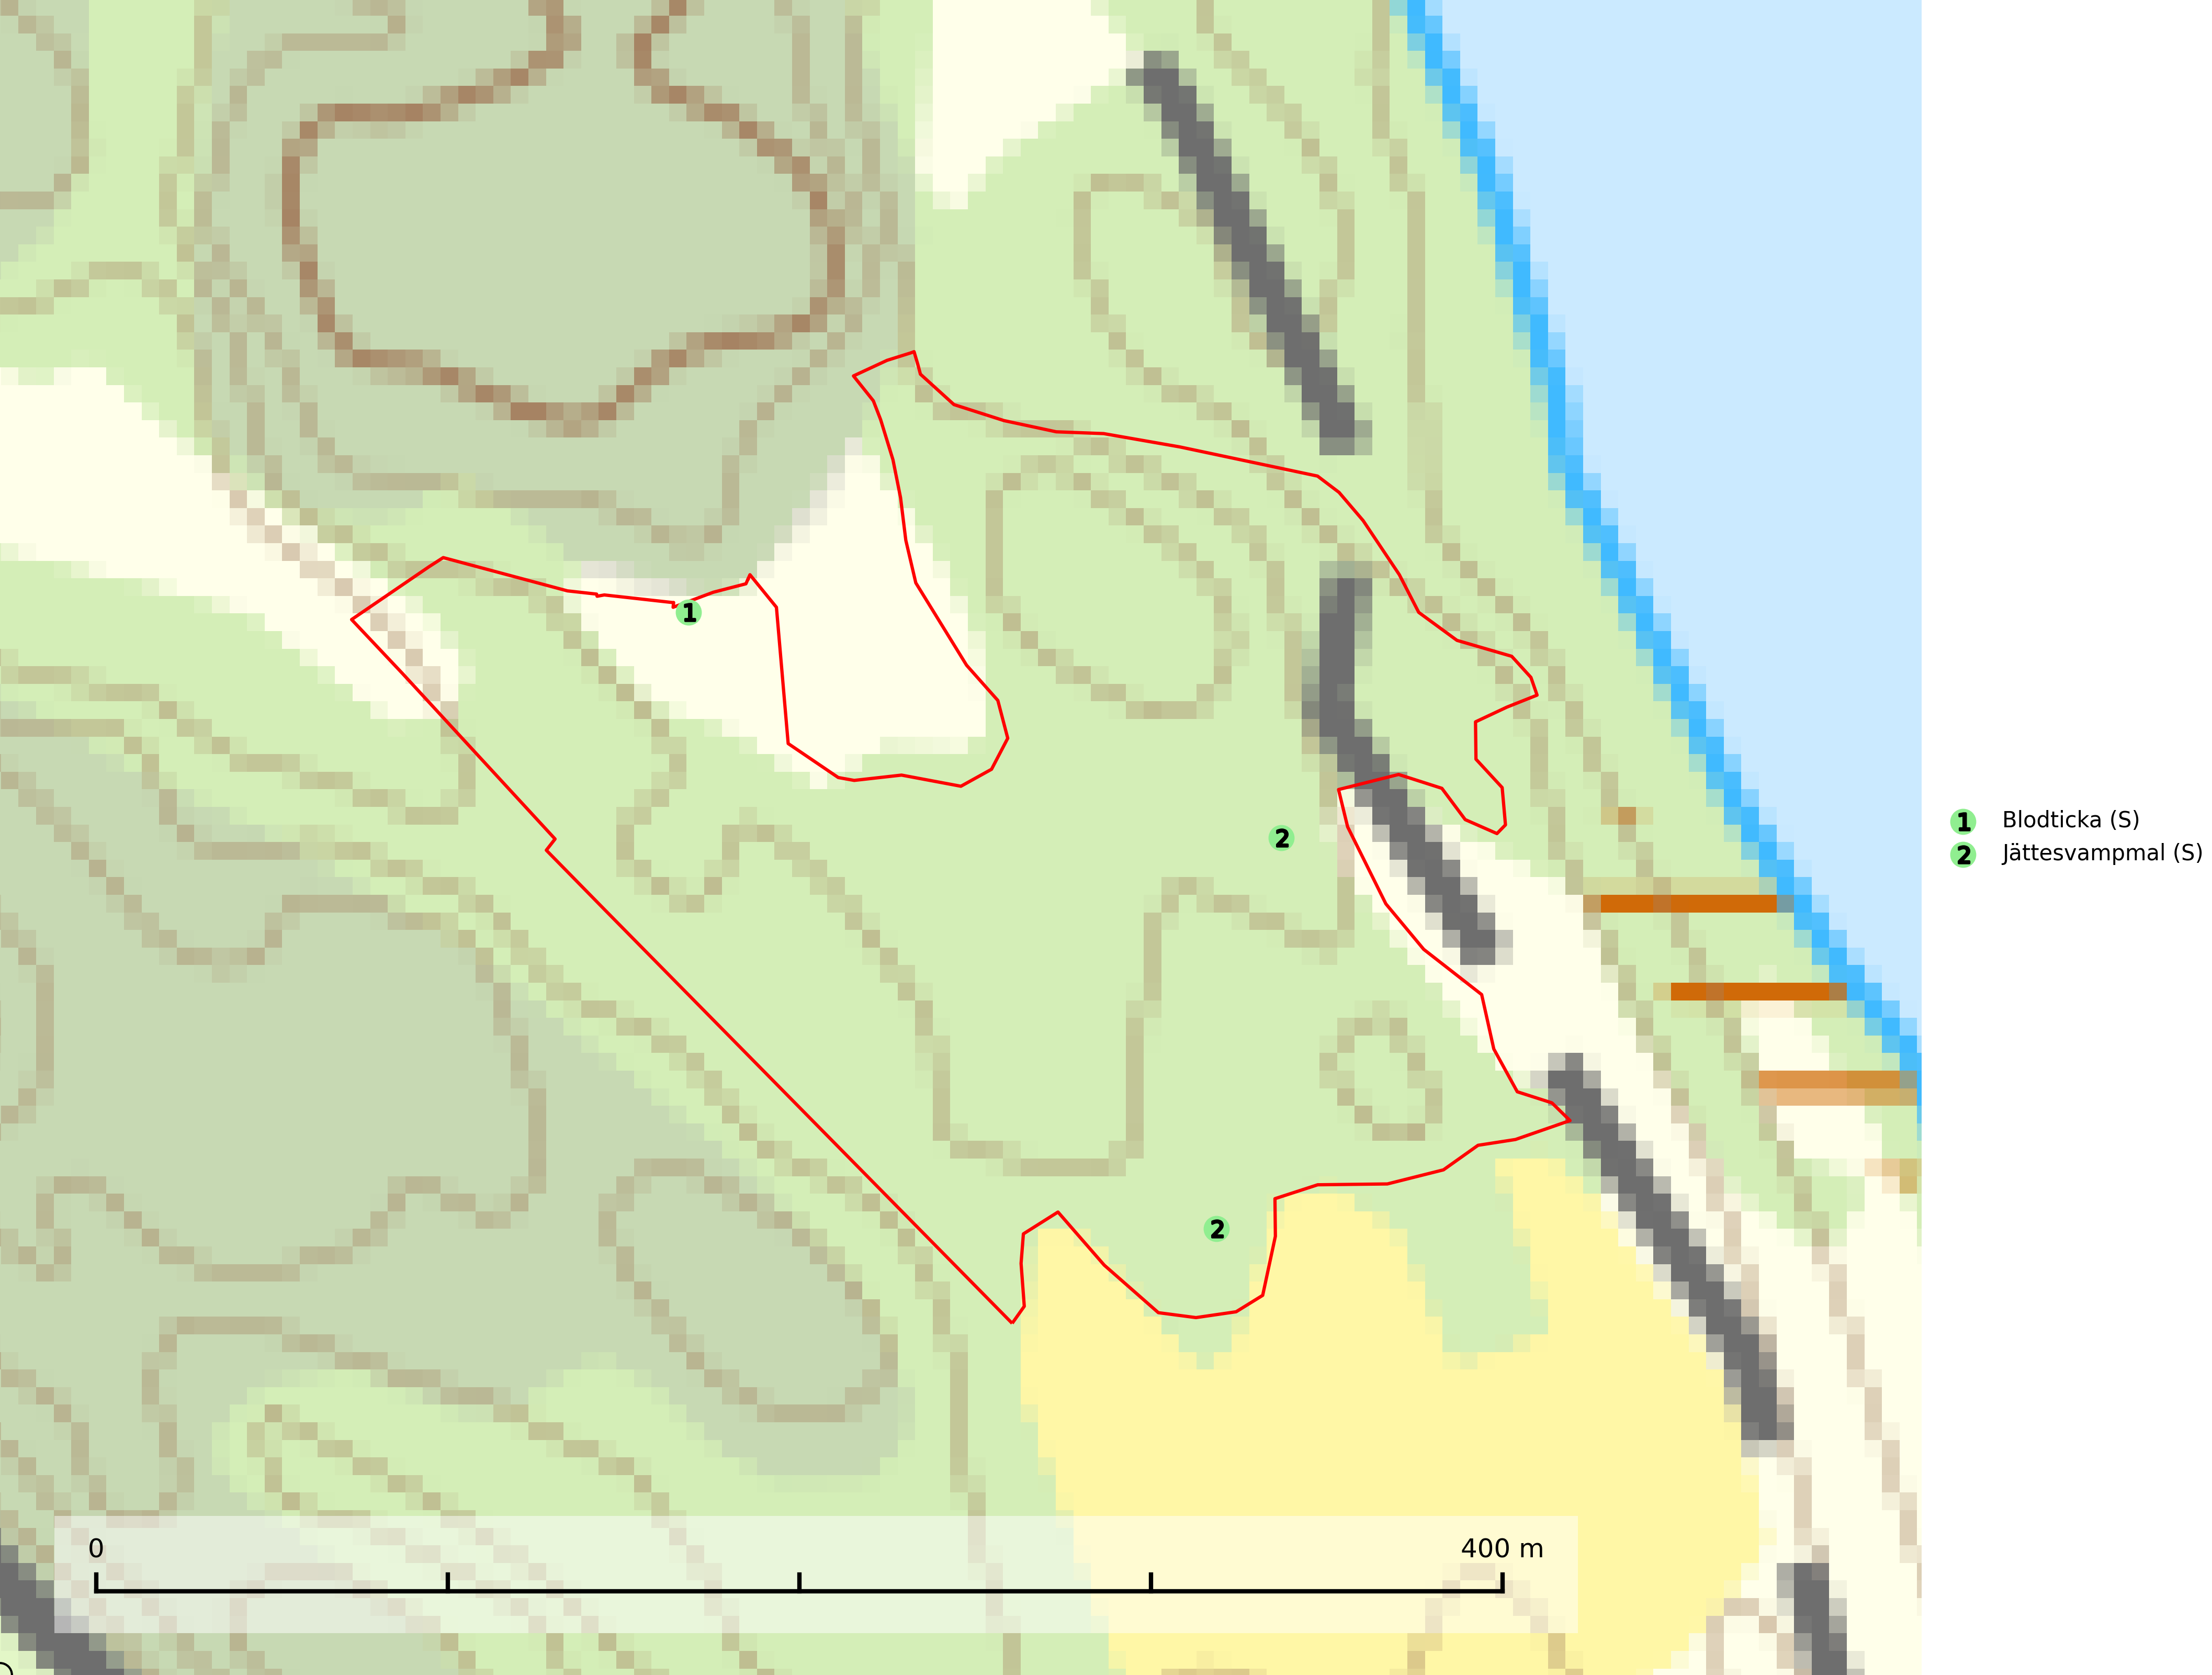 1
2
2
1 Blodticka (S)
2 Jättesvampmal (S)
0 400 m